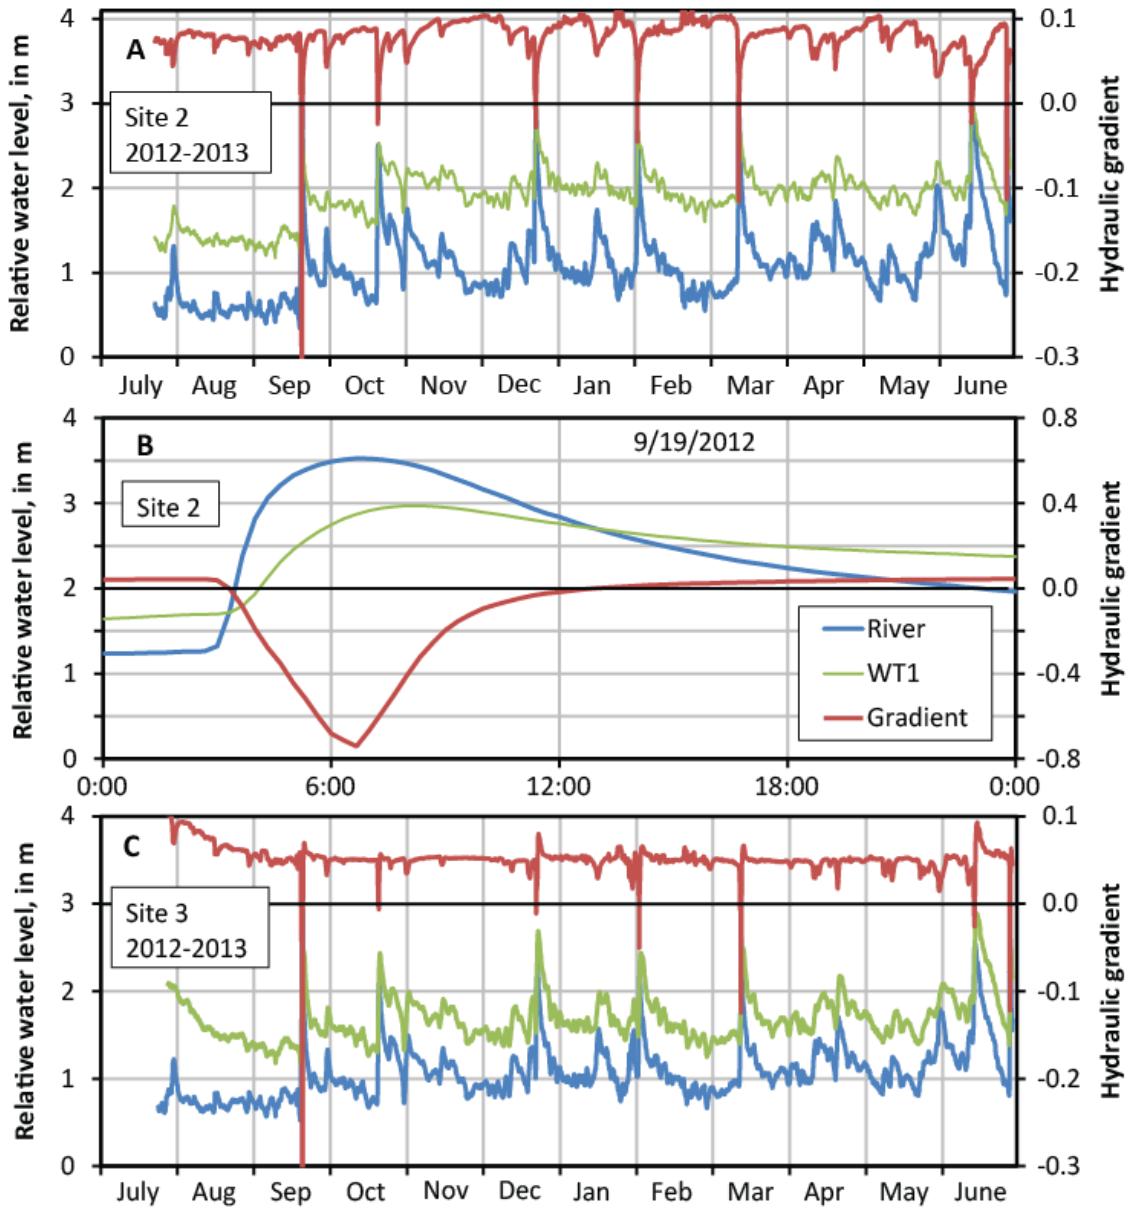 Relative water level, in m
4
3
2
1
0
A
Site 2
2012-2013
0.1
0.0
-0.1
-0.2
-0.3
Hydraulic gradient
July Aug Sep Oct Nov Dec Jan Feb Mar Apr May June
Relative water level, in m
4
3
2
1
0
B
9/19/2012
Site 2
River
WT1
Gradient
0.8
0.4
0.0
-0.4
-0.8
Hydraulic gradient
0:00 6:00 12:00 18:00 0:00
Relative water level, in m
4
3
2
1
0
C
Site 3
2012-2013
0.1
0.0
-0.1
-0.2
-0.3
Hydraulic gradient
July Aug Sep Oct Nov Dec Jan Feb Mar Apr May June